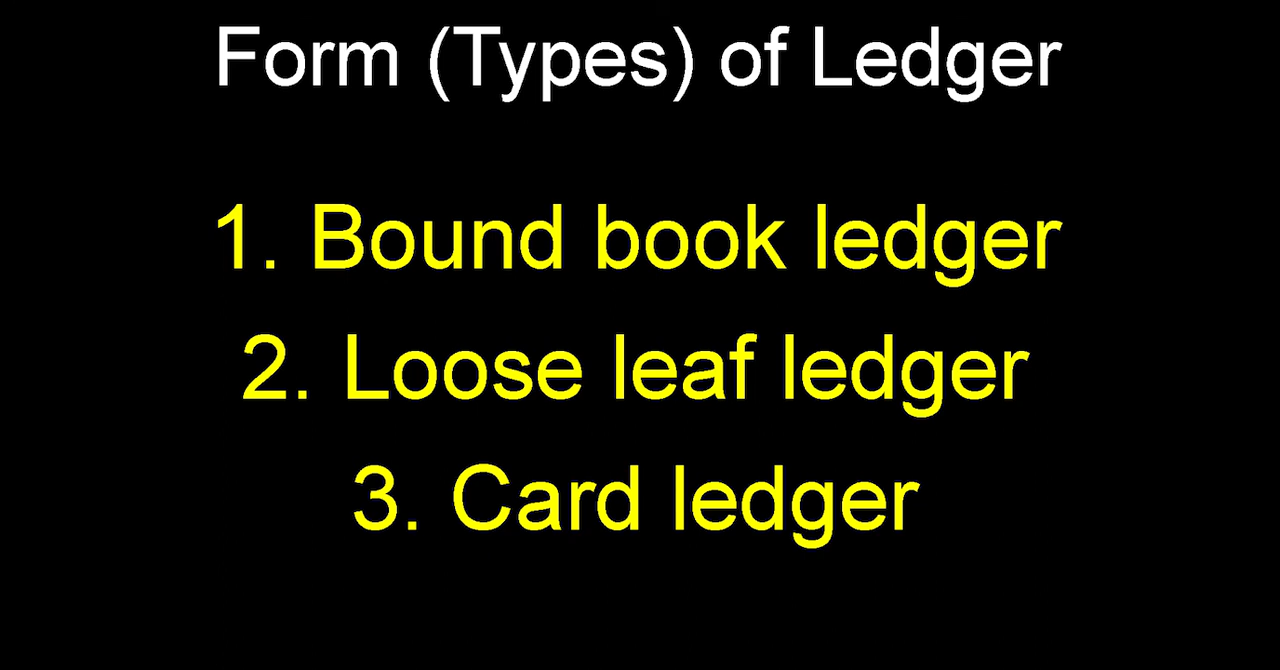 Form (Types) of Ledger
1. Bound book ledger
2. Loose leaf ledger
3. Card ledger